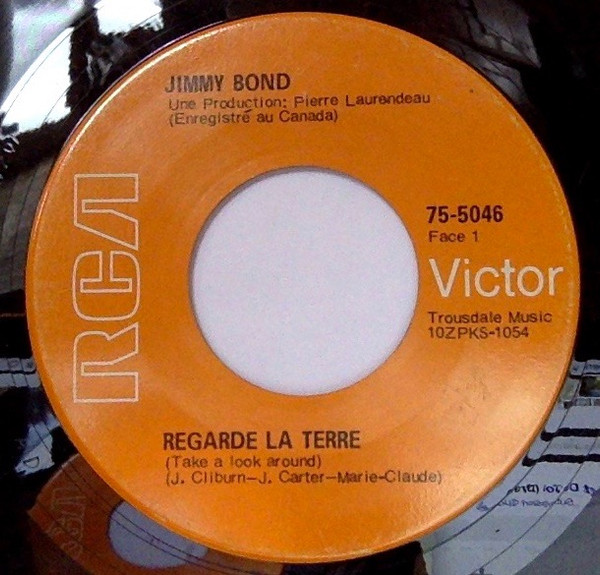 JIMMY BOND
Une Production: Pierre Laurendeau
(Enregistré au Canada)
RCA
75-5046
Face 1
Victor
Trousdale Music
10ZPKS-1054
REGARDE LA TERRE
(Take a look around)
(J. Cliburn-J. Carter-Marie-Claude)